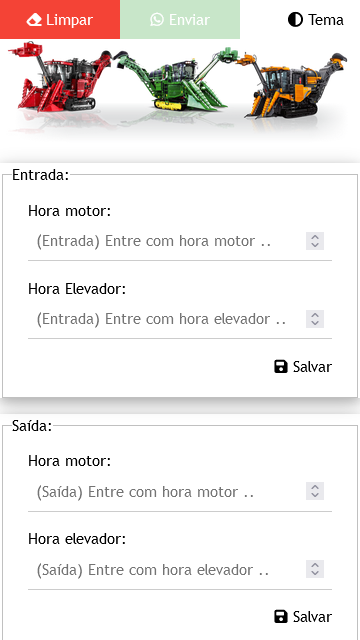 Limpar Enviar Tema
Entrada:
Hora motor:
(Entrada) Entre com hora motor ..
Hora Elevador:
(Entrada) Entre com hora elevador ..
Salvar
Saída:
Hora motor:
(Saída) Entre com hora motor ..
Hora elevador:
(Saída) Entre com hora elevador ..
Salvar